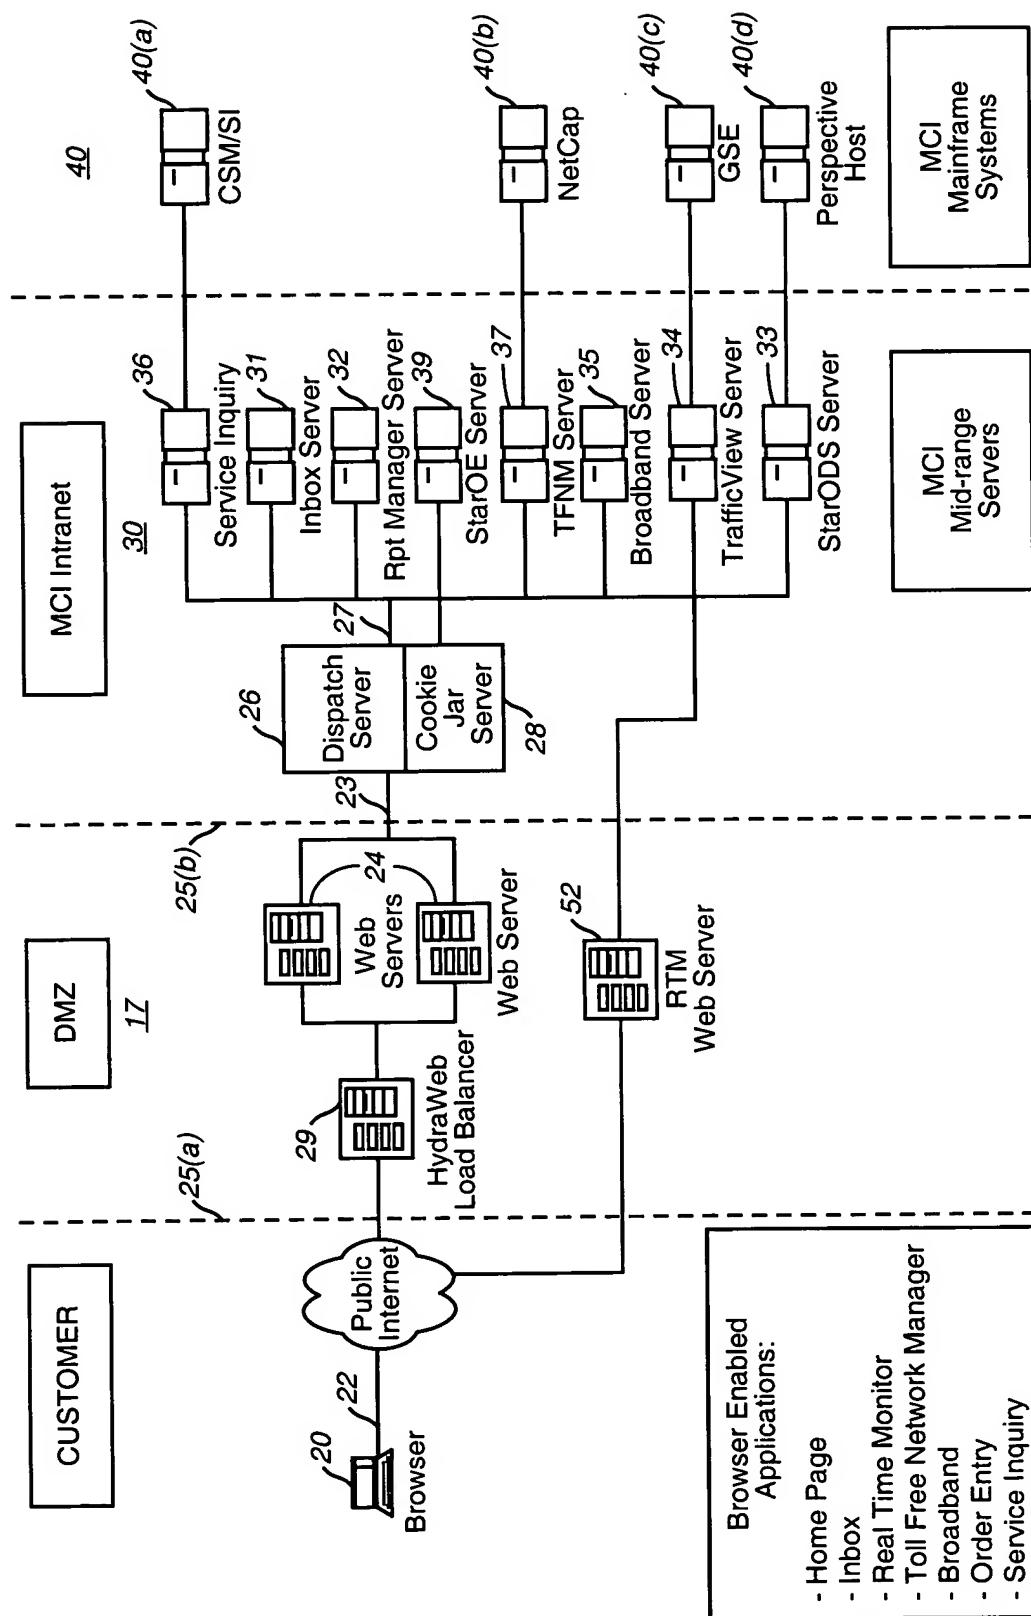 CUSTOMER
DMZ
17
MCI Intranet
30
40
25(a)
25(b)
20
22
Browser
Public
Internet
29
HydraWeb
Load Balancer
24
Web
Servers
Web Server
52
RTM
Web Server
23
26
Dispatch
Server
27
Cookie
Jar
Server
28
36
Service Inquiry
31
Inbox Server
32
Rpt Manager Server
39
StarOE Server
37
TFNM Server
35
Broadband Server
34
TrafficView Server
33
StarODS Server
40(a)
CSM/SI
40(b)
NetCap
40(c)
GSE
40(d)
Perspective
Host
Browser Enabled
Applications:
- Home Page
- Inbox
- Real Time Monitor
- Toll Free Network Manager
- Broadband
- Order Entry
- Service Inquiry
MCI
Mid-range
Servers
MCI
Mainframe
Systems